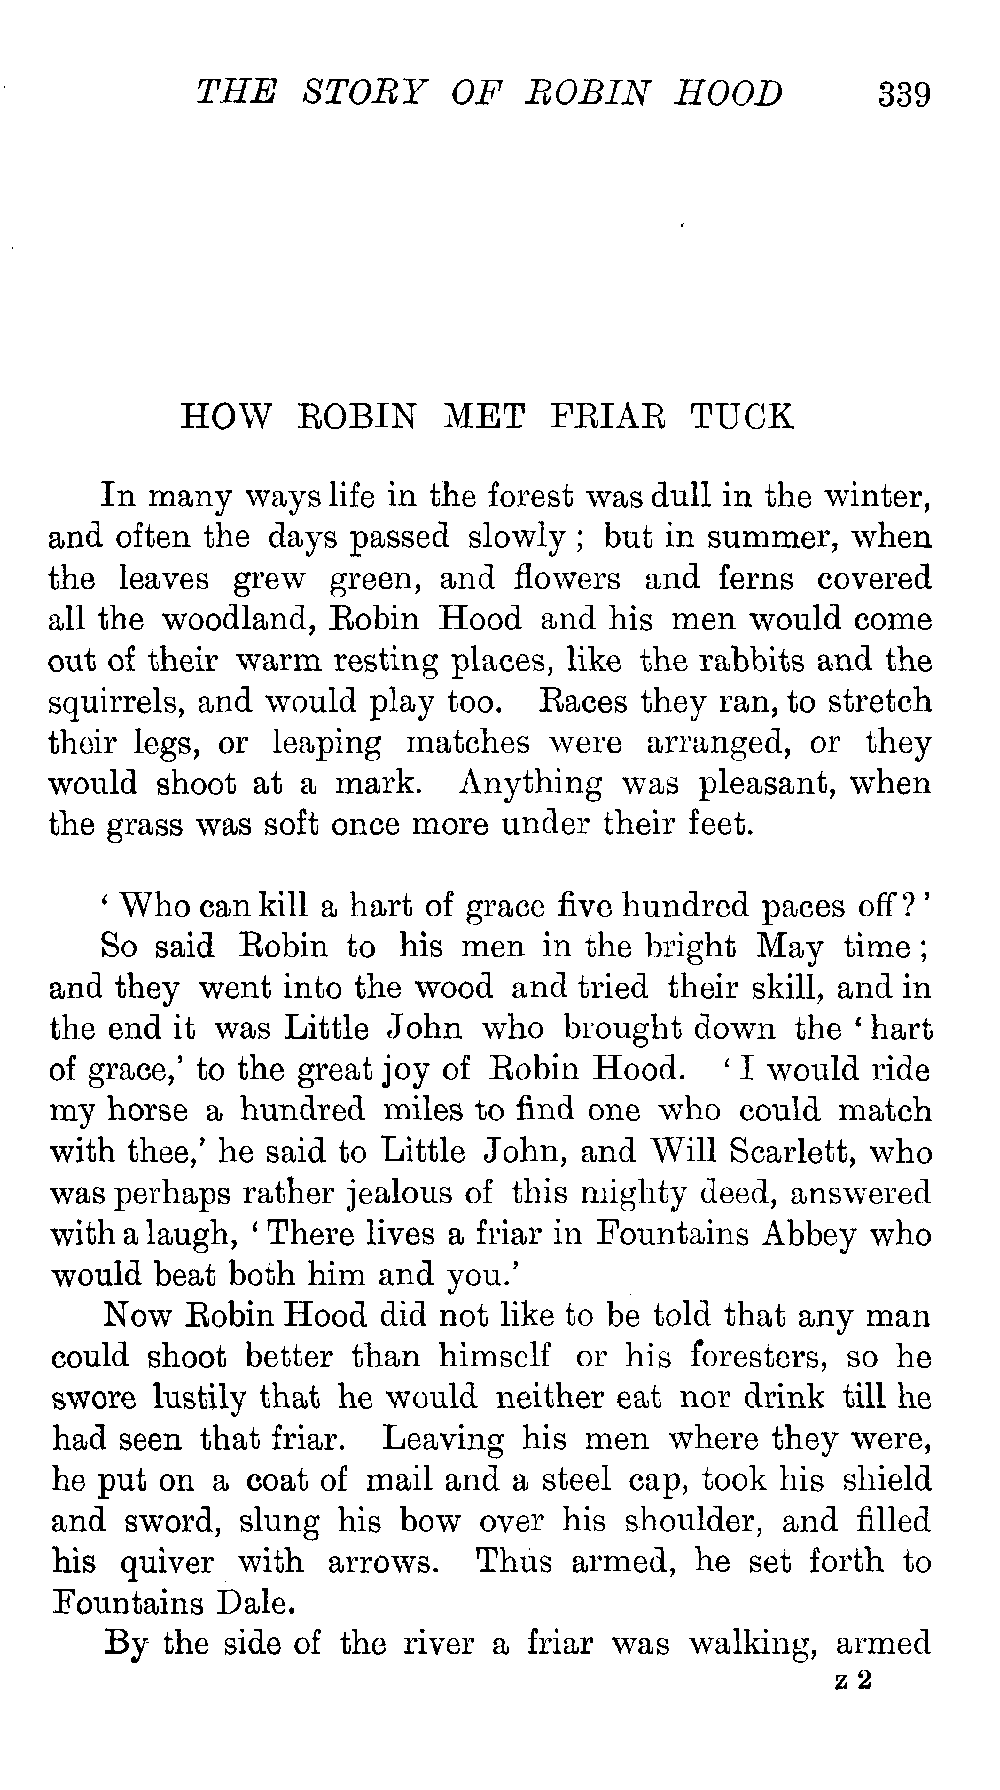 THE STORY OF ROBIN HOOD 339
HOW ROBIN MET FRIAR TUCK
In many ways life in the forest was dull in the winter,
and often the days passed slowly ; but in summer, when
the leaves grew green, and flowers and ferns covered
all the woodland, Robin Hood and his men would come
out of their warm resting places, like the rabbits and the
squirrels, and would play too. Races they ran, to stretch
their legs, or leaping matches were arranged, or they
would shoot at a mark. Anything was pleasant, when
the grass was soft once more under their feet.
‘ Who can kill a hart of grace five hundred paces off? ’
So said Robin to his men in the bright May time ;
and they went into the wood and tried their skill, and in
the end it was Little John who brought down the ‘ hart
of grace,’ to the great joy of Robin Hood. ‘ I would ride
my horse a hundred miles to find one who could match
with thee,’ he said to Little John, and Will Scarlett, who
was perhaps rather jealous of this mighty deed, answered
with a laugh, ‘ There lives a friar in Fountains Abbey who
would beat both him and you.’
Now Robin Hood did not like to be told that any man
could shoot better than himself or his foresters, so he
swore lustily that he would neither eat nor drink till he
had seen that friar. Leaving his men where they were,
he put on a coat of mail and a steel cap, took his shield
and sword, slung his bow over his shoulder, and filled
his quiver with arrows. Thus armed, he set forth to
Fountains Dale.
By the side of the river a friar was walking, armed
z 2